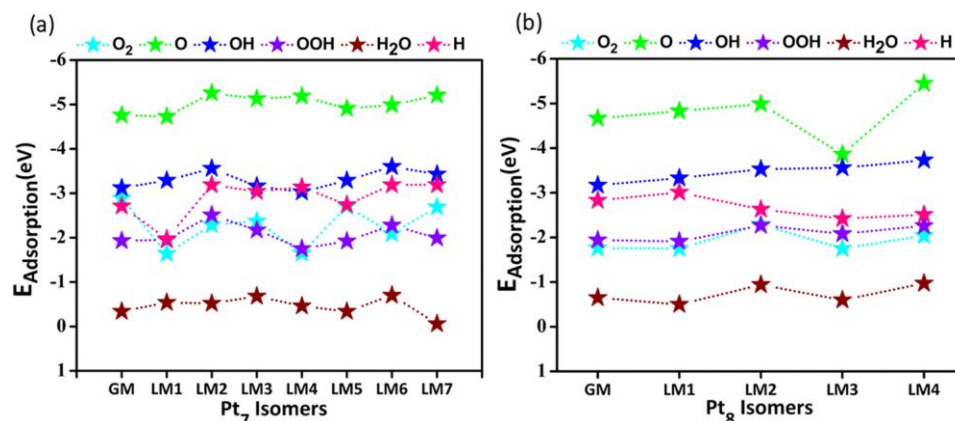 (a)
O₂ O OH OOH H₂O H
-6
-5
-4
-3
-2
-1
0
1
E_Adsorption(eV)
GM LM1 LM2 LM3 LM4 LM5 LM6 LM7
Pt₇ Isomers
(b)
O₂ O OH OOH H₂O H
-6
-5
-4
-3
-2
-1
0
1
E_Adsorption(eV)
GM LM1 LM2 LM3 LM4
Pt₈ Isomers